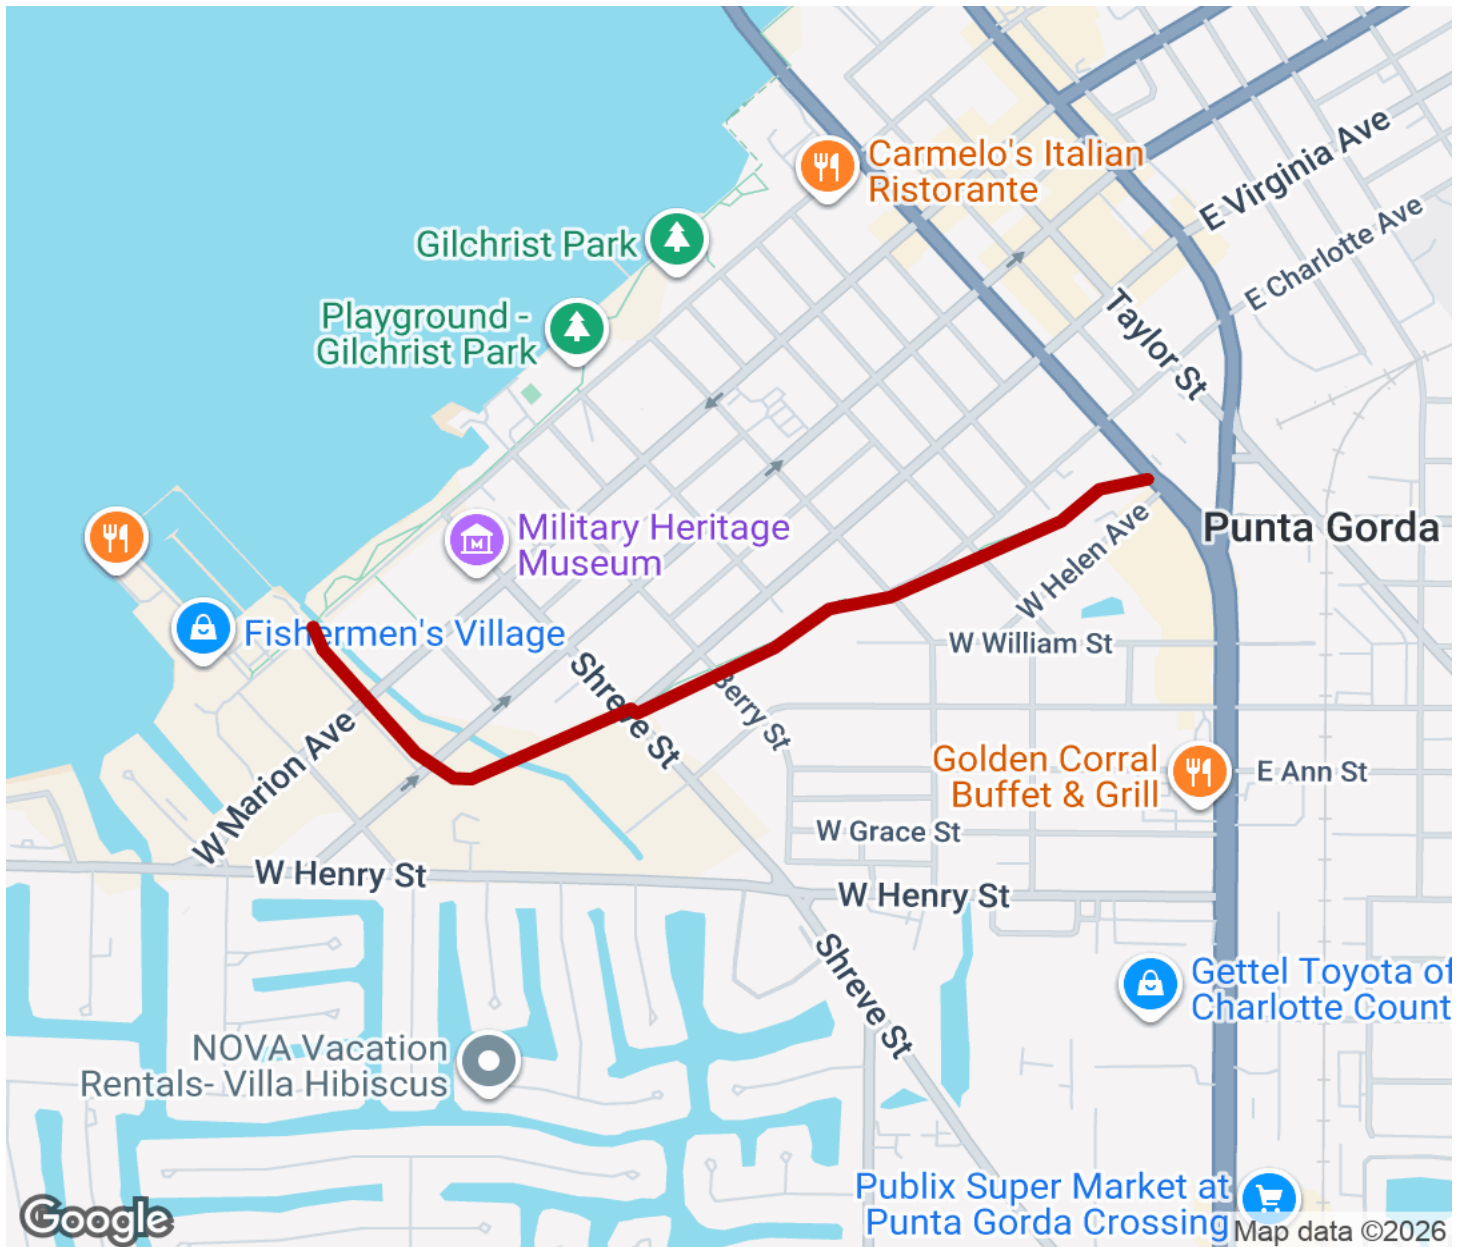 Carmelo's Italian
Ristorante
E Virginia Ave
E Charlotte Ave
Gilchrist Park
Playground -
Gilchrist Park
Taylor St
Military Heritage
Museum
Punta Gorda
W Helen Ave
Fishermen's Village
W William St
Shreve St
Berry St
W Marion Ave
Golden Corral
Buffet & Grill
E Ann St
W Grace St
W Henry St
W Henry St
Shreve St
Gettel Toyota of
Charlotte Count
NOVA Vacation
Rentals- Villa Hibiscus
Publix Super Market at
Punta Gorda Crossing
Google
Map data ©2026